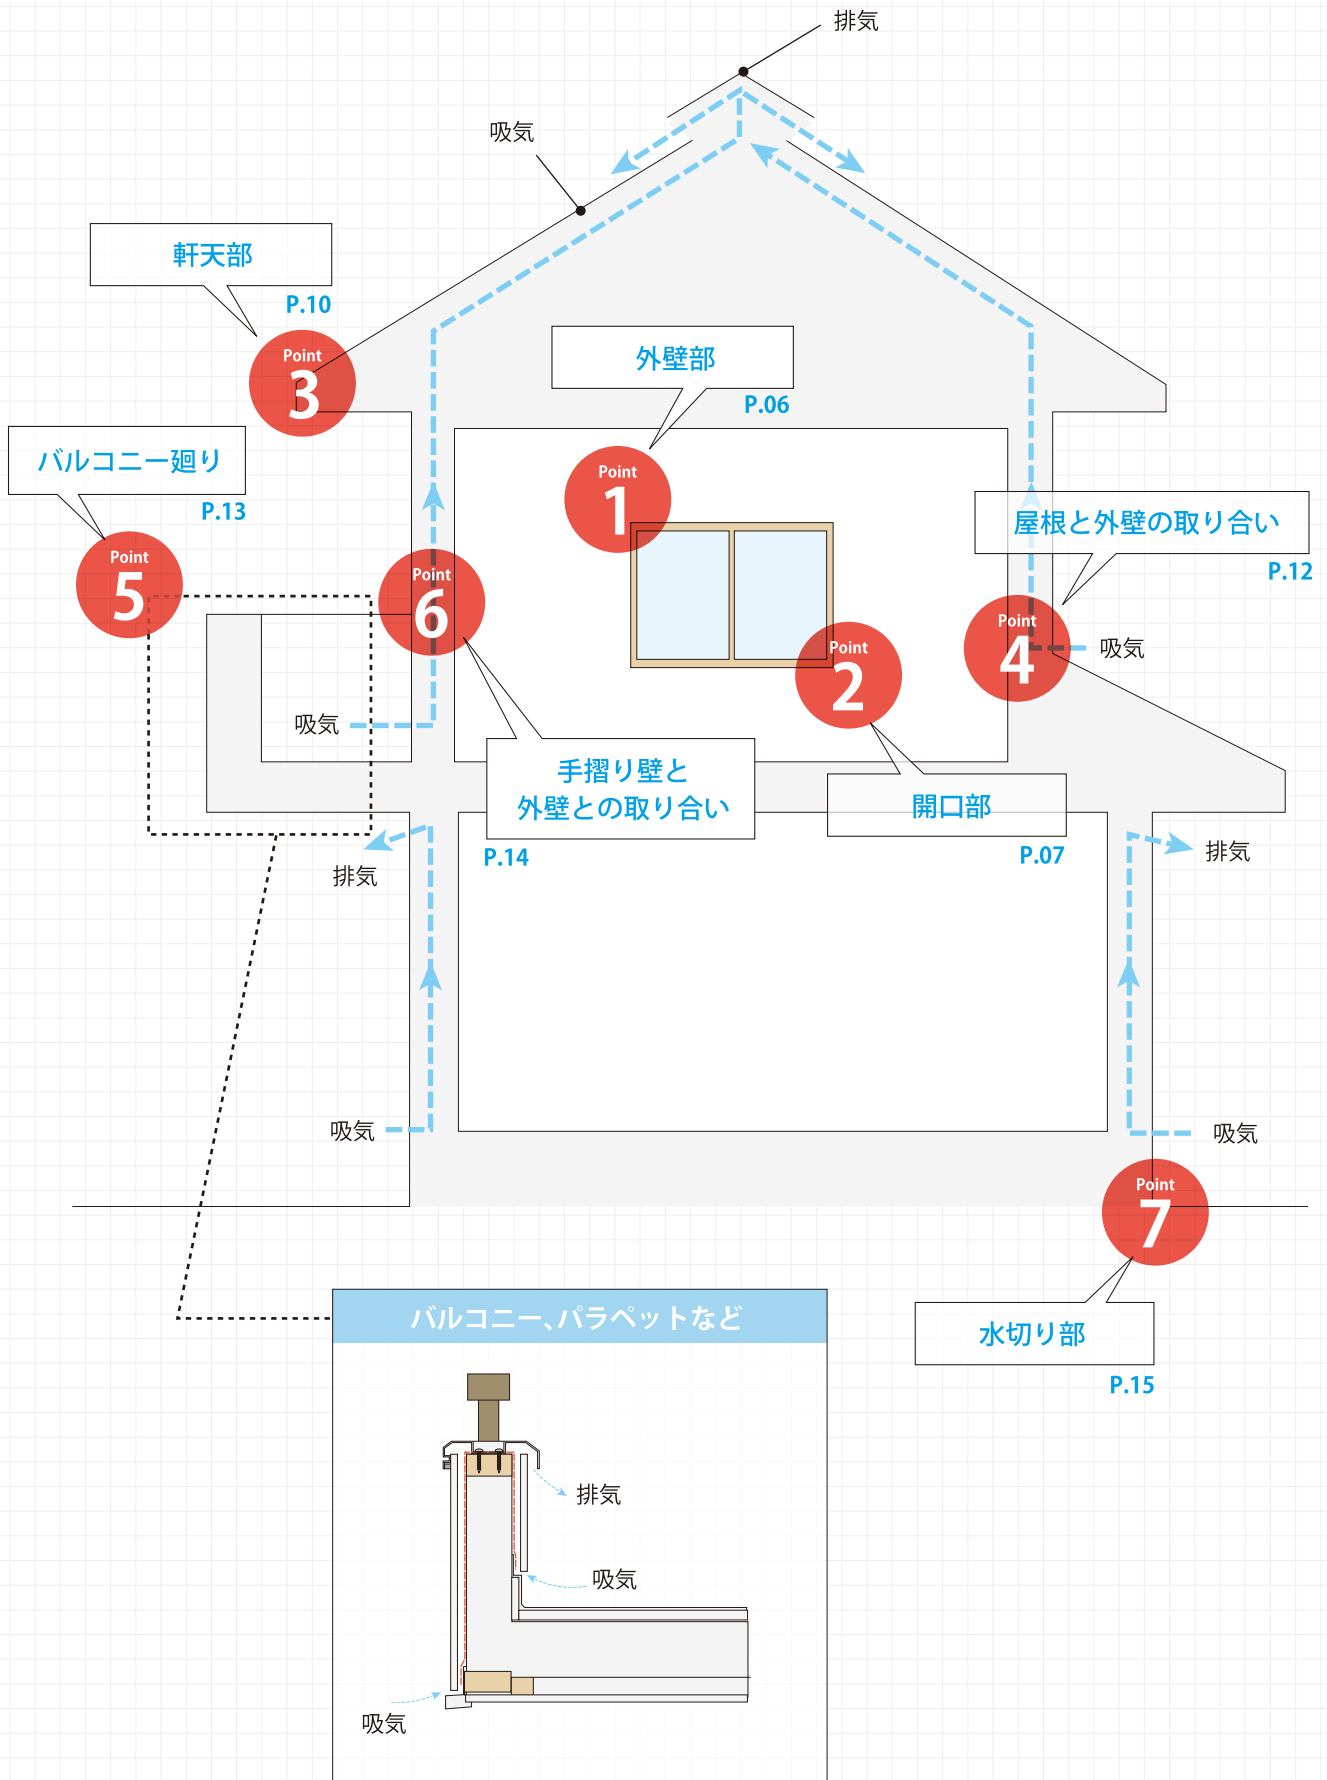 排気
吸気
軒天部
P.10
Point
3
外壁部
P.06
Point
1
バルコニー廻り
P.13
Point
5
Point
6
屋根と外壁の取り合い
P.12
Point
4
吸気
Point
2
吸気
手摺り壁と
外壁との取り合い
P.14
開口部
P.07
排気
排気
吸気
吸気
Point
7
水切り部
P.15
バルコニー、パラペットなど
排気
吸気
吸気